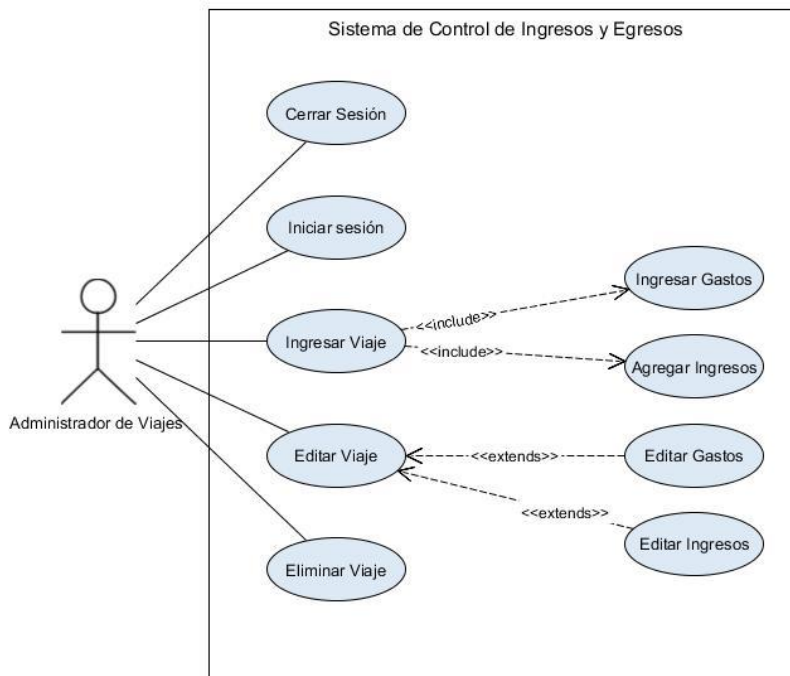 Sistema de Control de Ingresos y Egresos
Cerrar Sesión
Iniciar sesión
Ingresar Gastos
<<include>>
Ingresar Viaje
<<include>>
Agregar Ingresos
Administrador de Viajes
Editar Viaje
<<extends>>
Editar Gastos
<<extends>>
Editar Ingresos
Eliminar Viaje